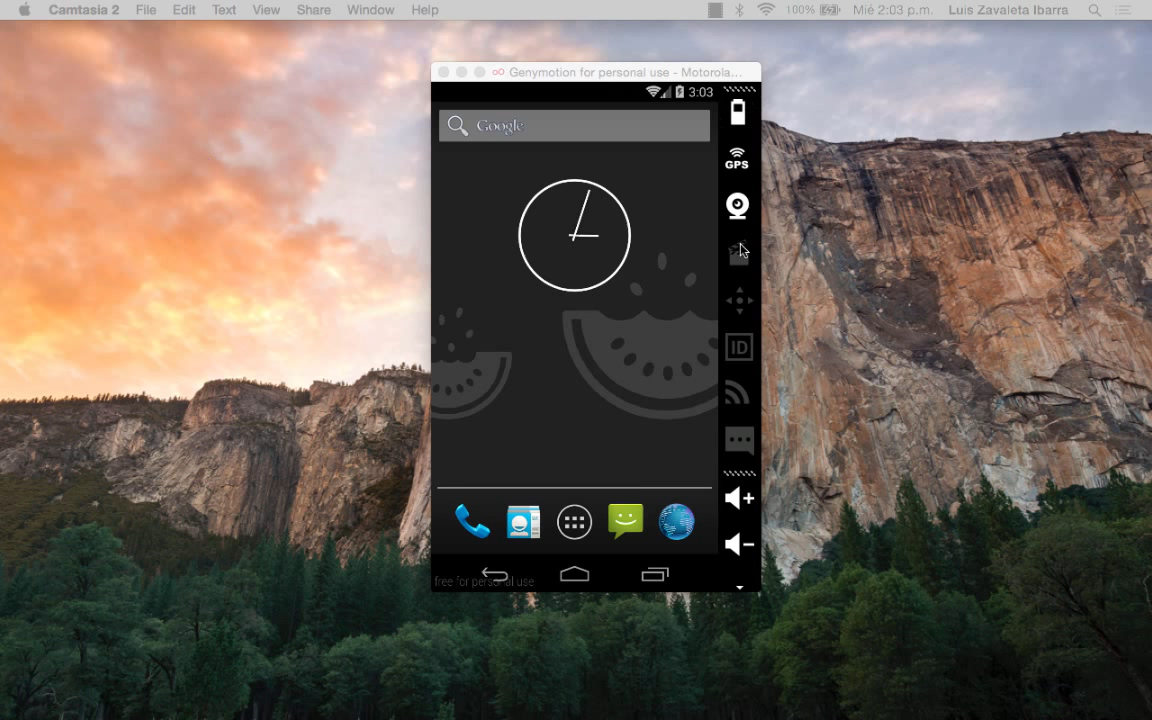 Camtasia 2 File Edit Text View Share Window Help 100% Mié 2:03 p.m. Luis Zavaleta Ibarra
Genymotion for personal use - Motorola...
3:03
Google
GPS
ID
free for personal use